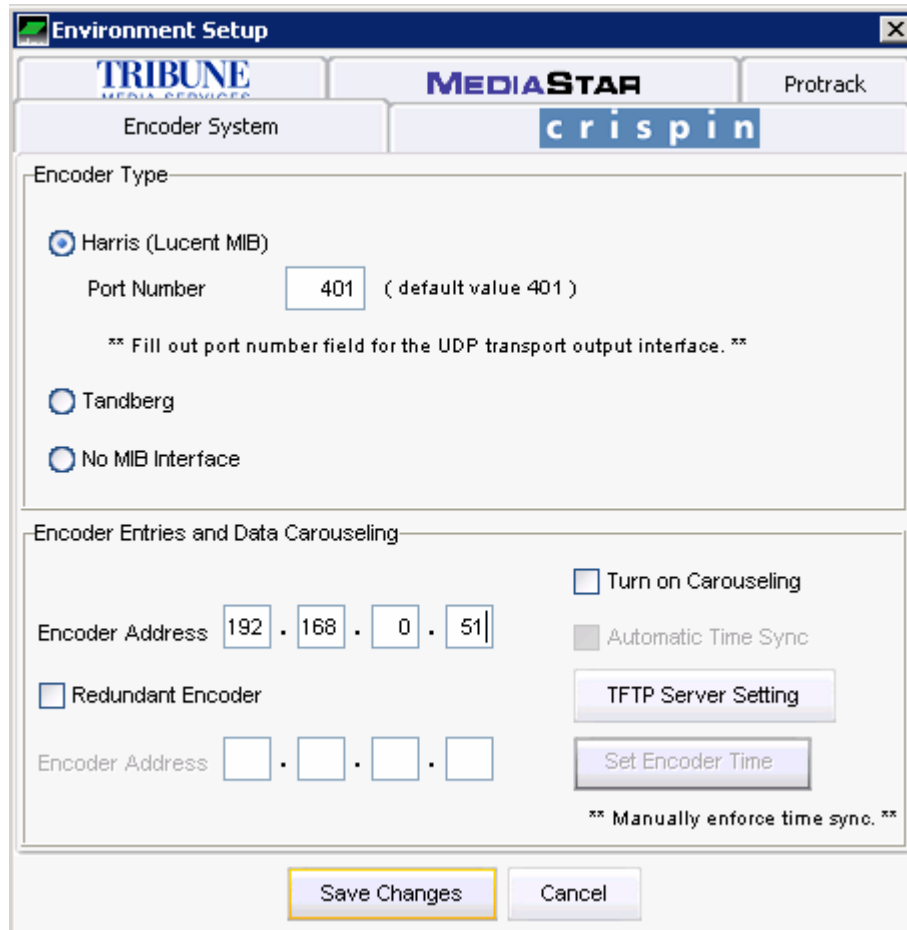 Environment Setup
TRIBUNE
MEDIA SERVICES
MEDIASTAR
Protrack
Encoder System
crispin
Encoder Type
Harris (Lucent MIB)
Port Number 401 ( default value 401 )
** Fill out port number field for the UDP transport output interface. **
Tandberg
No MIB Interface
Encoder Entries and Data Carouseling
Turn on Carouseling
Encoder Address 192 . 168 . 0 . 51
Automatic Time Sync
Redundant Encoder
TFTP Server Setting
Encoder Address . . .
Set Encoder Time
** Manually enforce time sync. **
Save Changes
Cancel